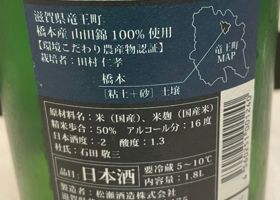 滋賀県竜王町
橋本産 山田錦 100% 使用
【環境こだわり農産物認証】
栽培者：田村 仁孝
橋本
［粘土＋砂］土壌
竜王町
MAP
原材料名：米（国産）、米麹（国産米）
精米歩合：50% アルコール分：16度
日本酒度：-2 酸度：1.3
杜氏：石田 敬三
品目 日本酒
要冷蔵 5～10℃
内容量：1.8L
製造者：松瀬酒造株式会社